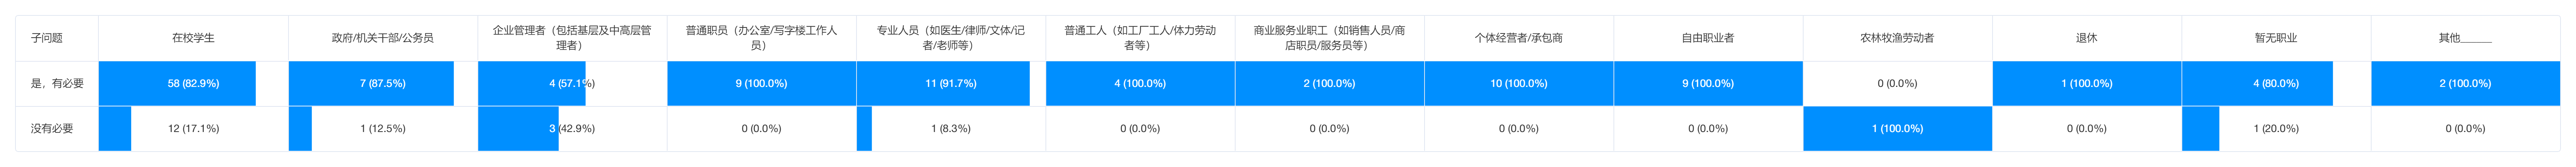 子问题
在校学生
政府/机关干部/公务员
企业管理者（包括基层及中高层管
理者）
普通职员（办公室/写字楼工作人
员）
专业人员（如医生/律师/文体/记
者/老师等）
普通工人（如工厂工人/体力劳动
者等）
商业服务业职工（如销售人员/商
店职员/服务员等）
个体经营者/承包商
自由职业者
农林牧渔劳动者
退休
暂无职业
其他______
是，有必要
58 (82.9%)
7 (87.5%)
4 (57.1%)
9 (100.0%)
11 (91.7%)
4 (100.0%)
2 (100.0%)
10 (100.0%)
9 (100.0%)
0 (0.0%)
1 (100.0%)
4 (80.0%)
2 (100.0%)
没有必要
12 (17.1%)
1 (12.5%)
3 (42.9%)
0 (0.0%)
1 (8.3%)
0 (0.0%)
0 (0.0%)
0 (0.0%)
0 (0.0%)
1 (100.0%)
0 (0.0%)
1 (20.0%)
0 (0.0%)